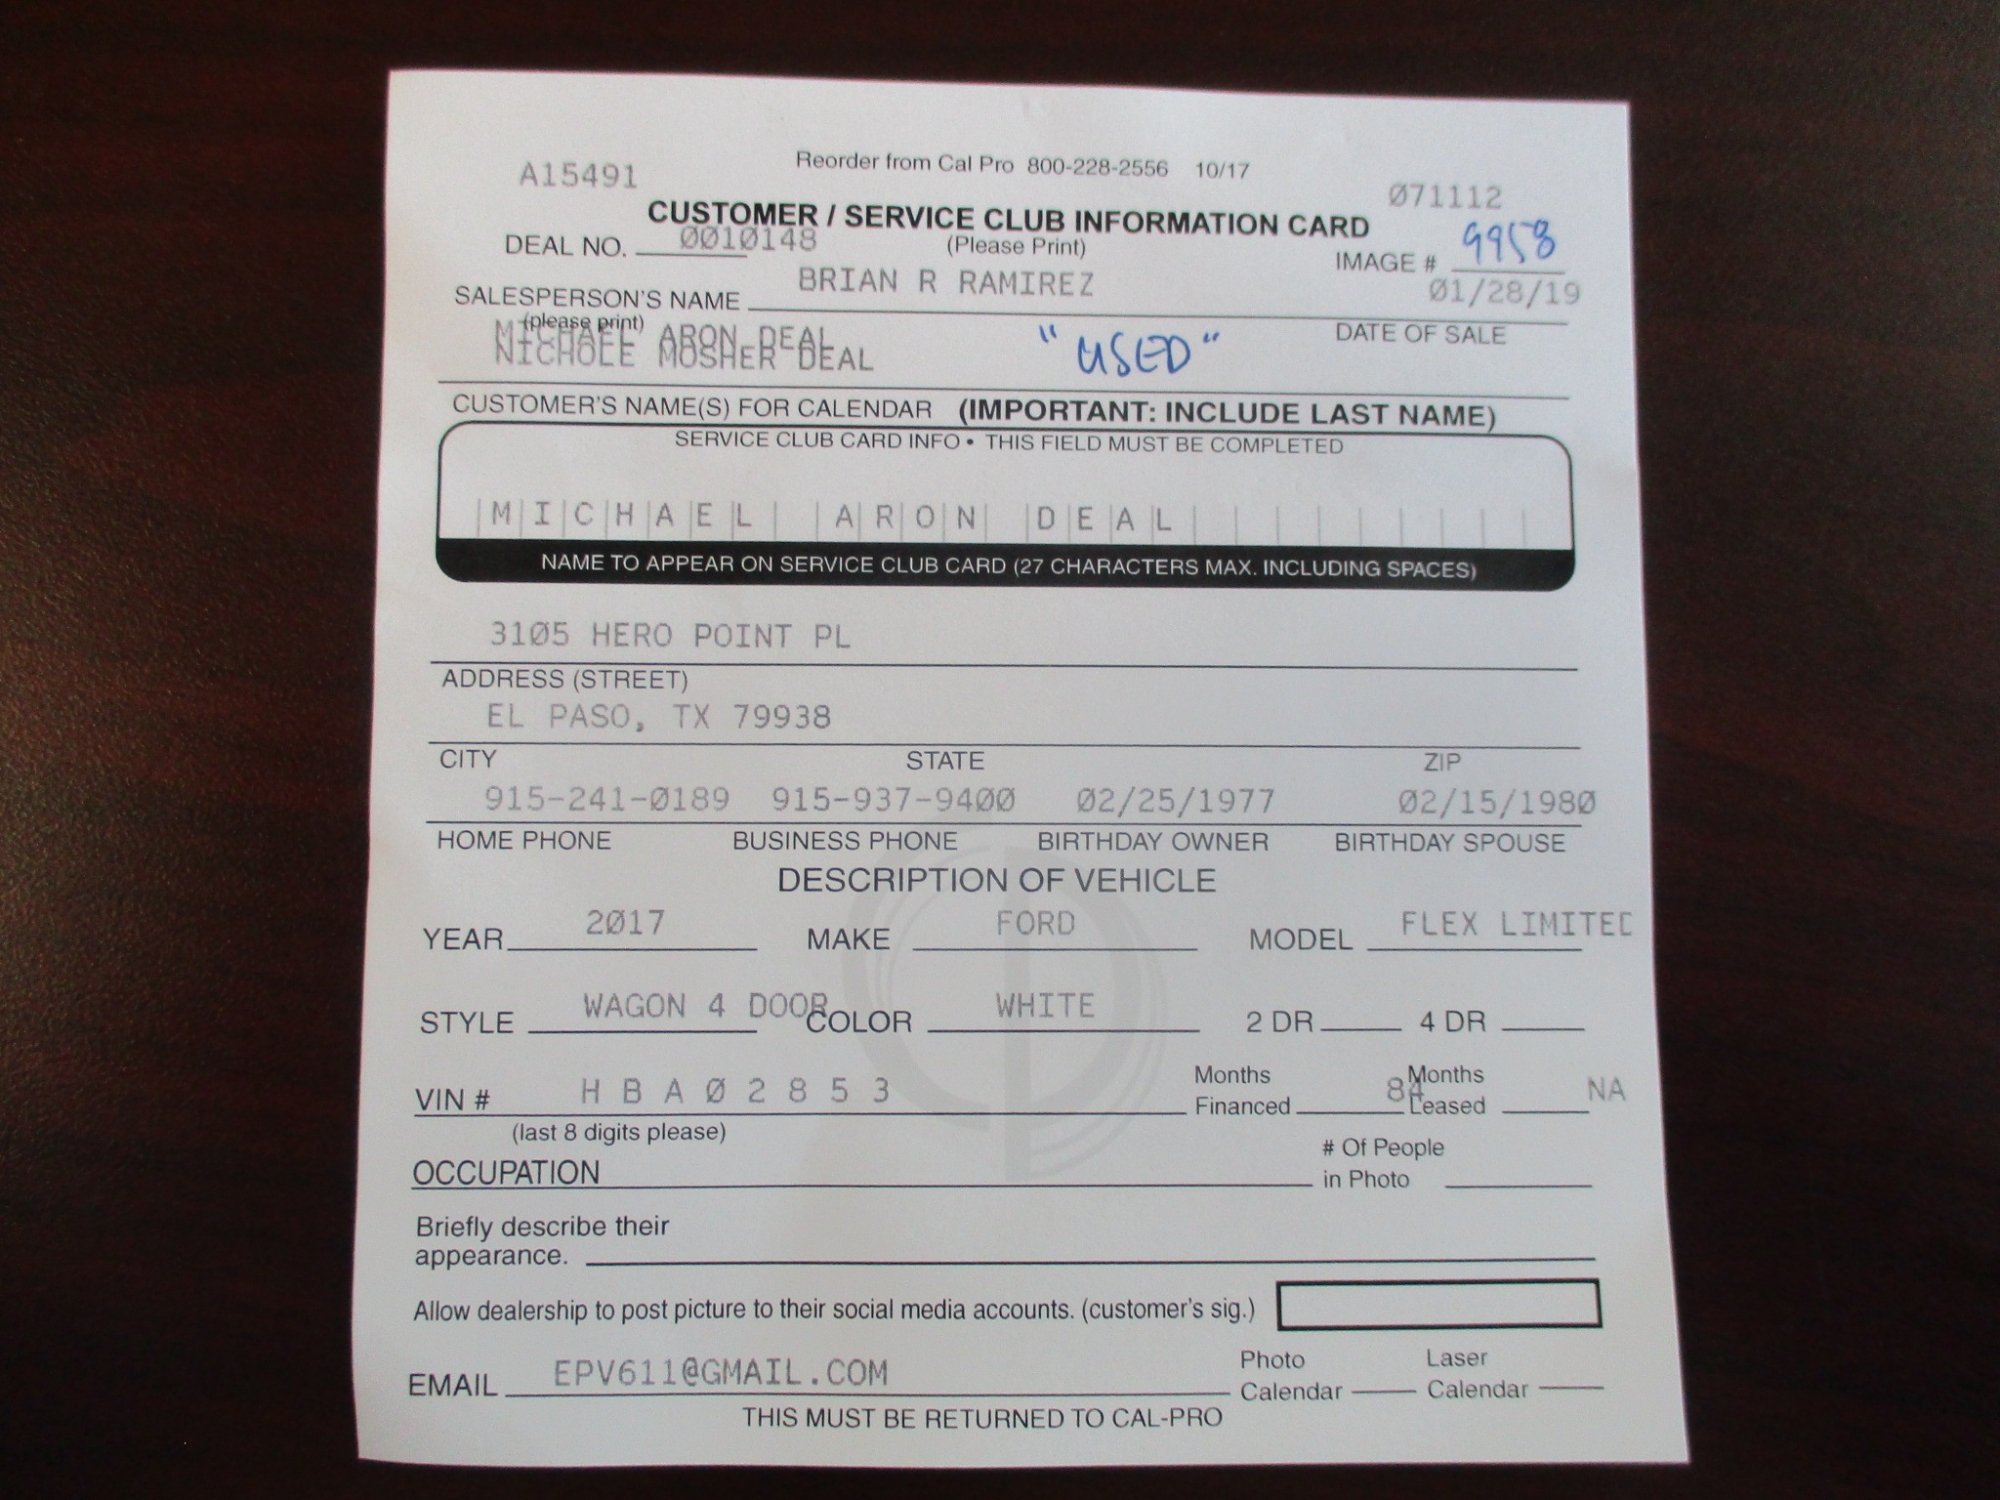 Reorder from Cal Pro 800-228-2556 10/17
A15491
071112
CUSTOMER / SERVICE CLUB INFORMATION CARD
DEAL NO. 0010148 (Please Print) IMAGE # 9958
SALESPERSON'S NAME BRIAN R RAMIREZ 01/28/19
(please print) DATE OF SALE
MICHAEL ARON DEAL
NICHOLE MOSHER DEAL "USED"
CUSTOMER'S NAME(S) FOR CALENDAR (IMPORTANT: INCLUDE LAST NAME)
SERVICE CLUB CARD INFO • THIS FIELD MUST BE COMPLETED
MICHAEL ARON DEAL
NAME TO APPEAR ON SERVICE CLUB CARD (27 CHARACTERS MAX. INCLUDING SPACES)
3105 HERO POINT PL
ADDRESS (STREET)
EL PASO, TX 79938
CITY STATE ZIP
915-241-0189 915-937-9400 02/25/1977 02/15/1980
HOME PHONE BUSINESS PHONE BIRTHDAY OWNER BIRTHDAY SPOUSE
DESCRIPTION OF VEHICLE
YEAR 2017 MAKE FORD MODEL FLEX LIMITED
STYLE WAGON 4 DOOR COLOR WHITE 2 DR 4 DR
VIN # H B A 0 2 8 5 3 Months Financed 84 Months Leased NA
(last 8 digits please)
OCCUPATION # Of People in Photo
Briefly describe their
appearance.
Allow dealership to post picture to their social media accounts. (customer's sig.)
EMAIL EPV611@GMAIL.COM Photo Calendar Laser Calendar
THIS MUST BE RETURNED TO CAL-PRO